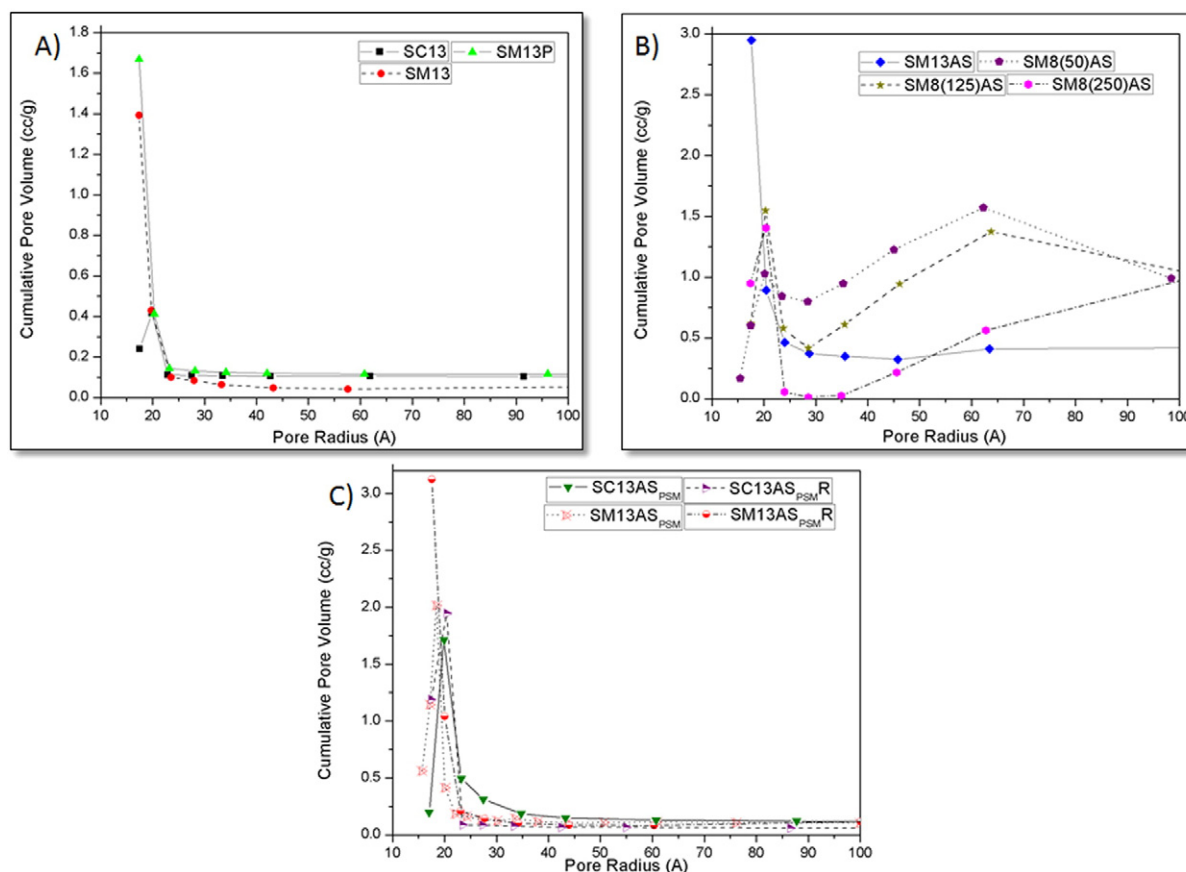 A)
SC13
SM13P
SM13
1.8
1.6
1.4
1.2
1.0
0.8
0.6
0.4
0.2
0.0
Cumulative Pore Volume (cc/g)
10 20 30 40 50 60 70 80 90 100
Pore Radius (A)
B)
SM13AS
SM8(50)AS
SM8(125)AS
SM8(250)AS
3.0
2.5
2.0
1.5
1.0
0.5
0.0
Cumulative Pore Volume (cc/g)
10 20 30 40 50 60 70 80 90 100
Pore Radius (A)
C)
SC13ASPSM
SC13ASPSMR
SM13ASPSM
SM13ASPSMR
3.0
2.5
2.0
1.5
1.0
0.5
0.0
Cumulative Pore Volume (cc/g)
10 20 30 40 50 60 70 80 90 100
Pore Radius (A)